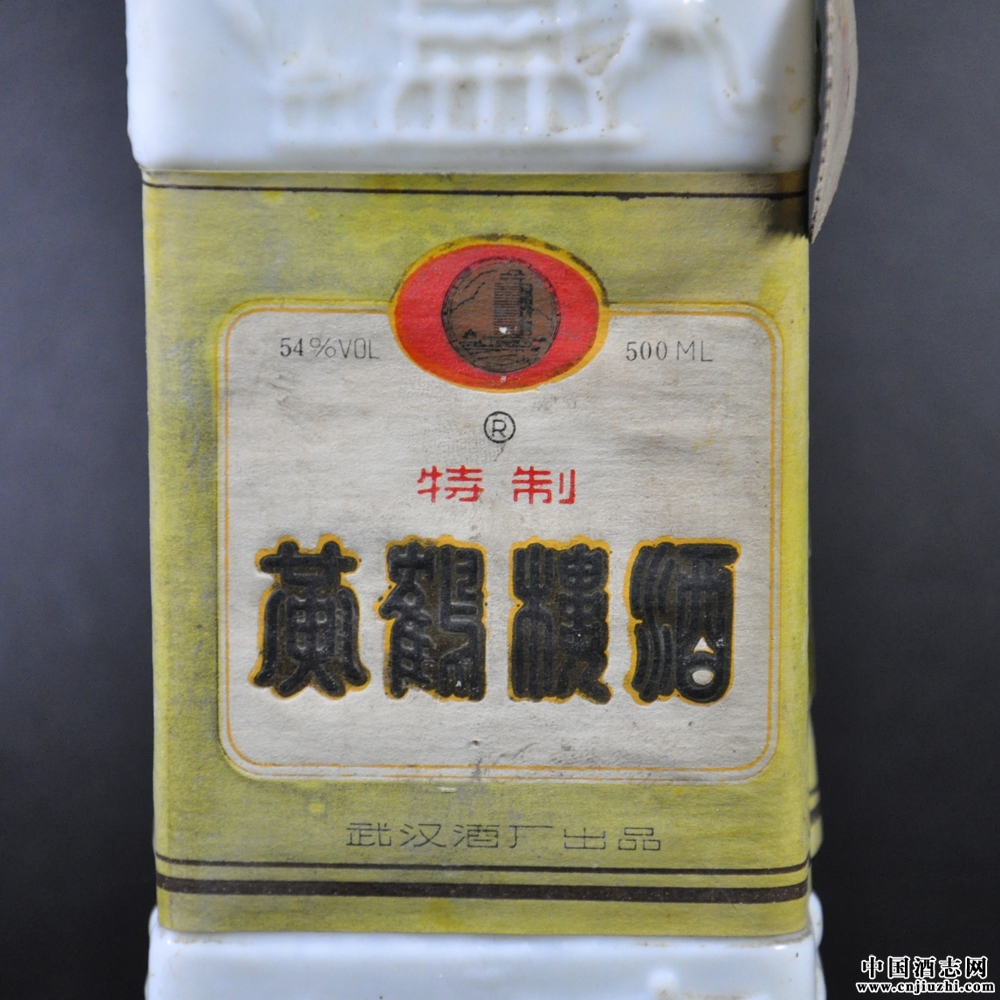 54%VOL
500ML
®
特制
黄鹤楼酒
武汉酒厂出品
中国酒志网
www.cnjiuzhi.com